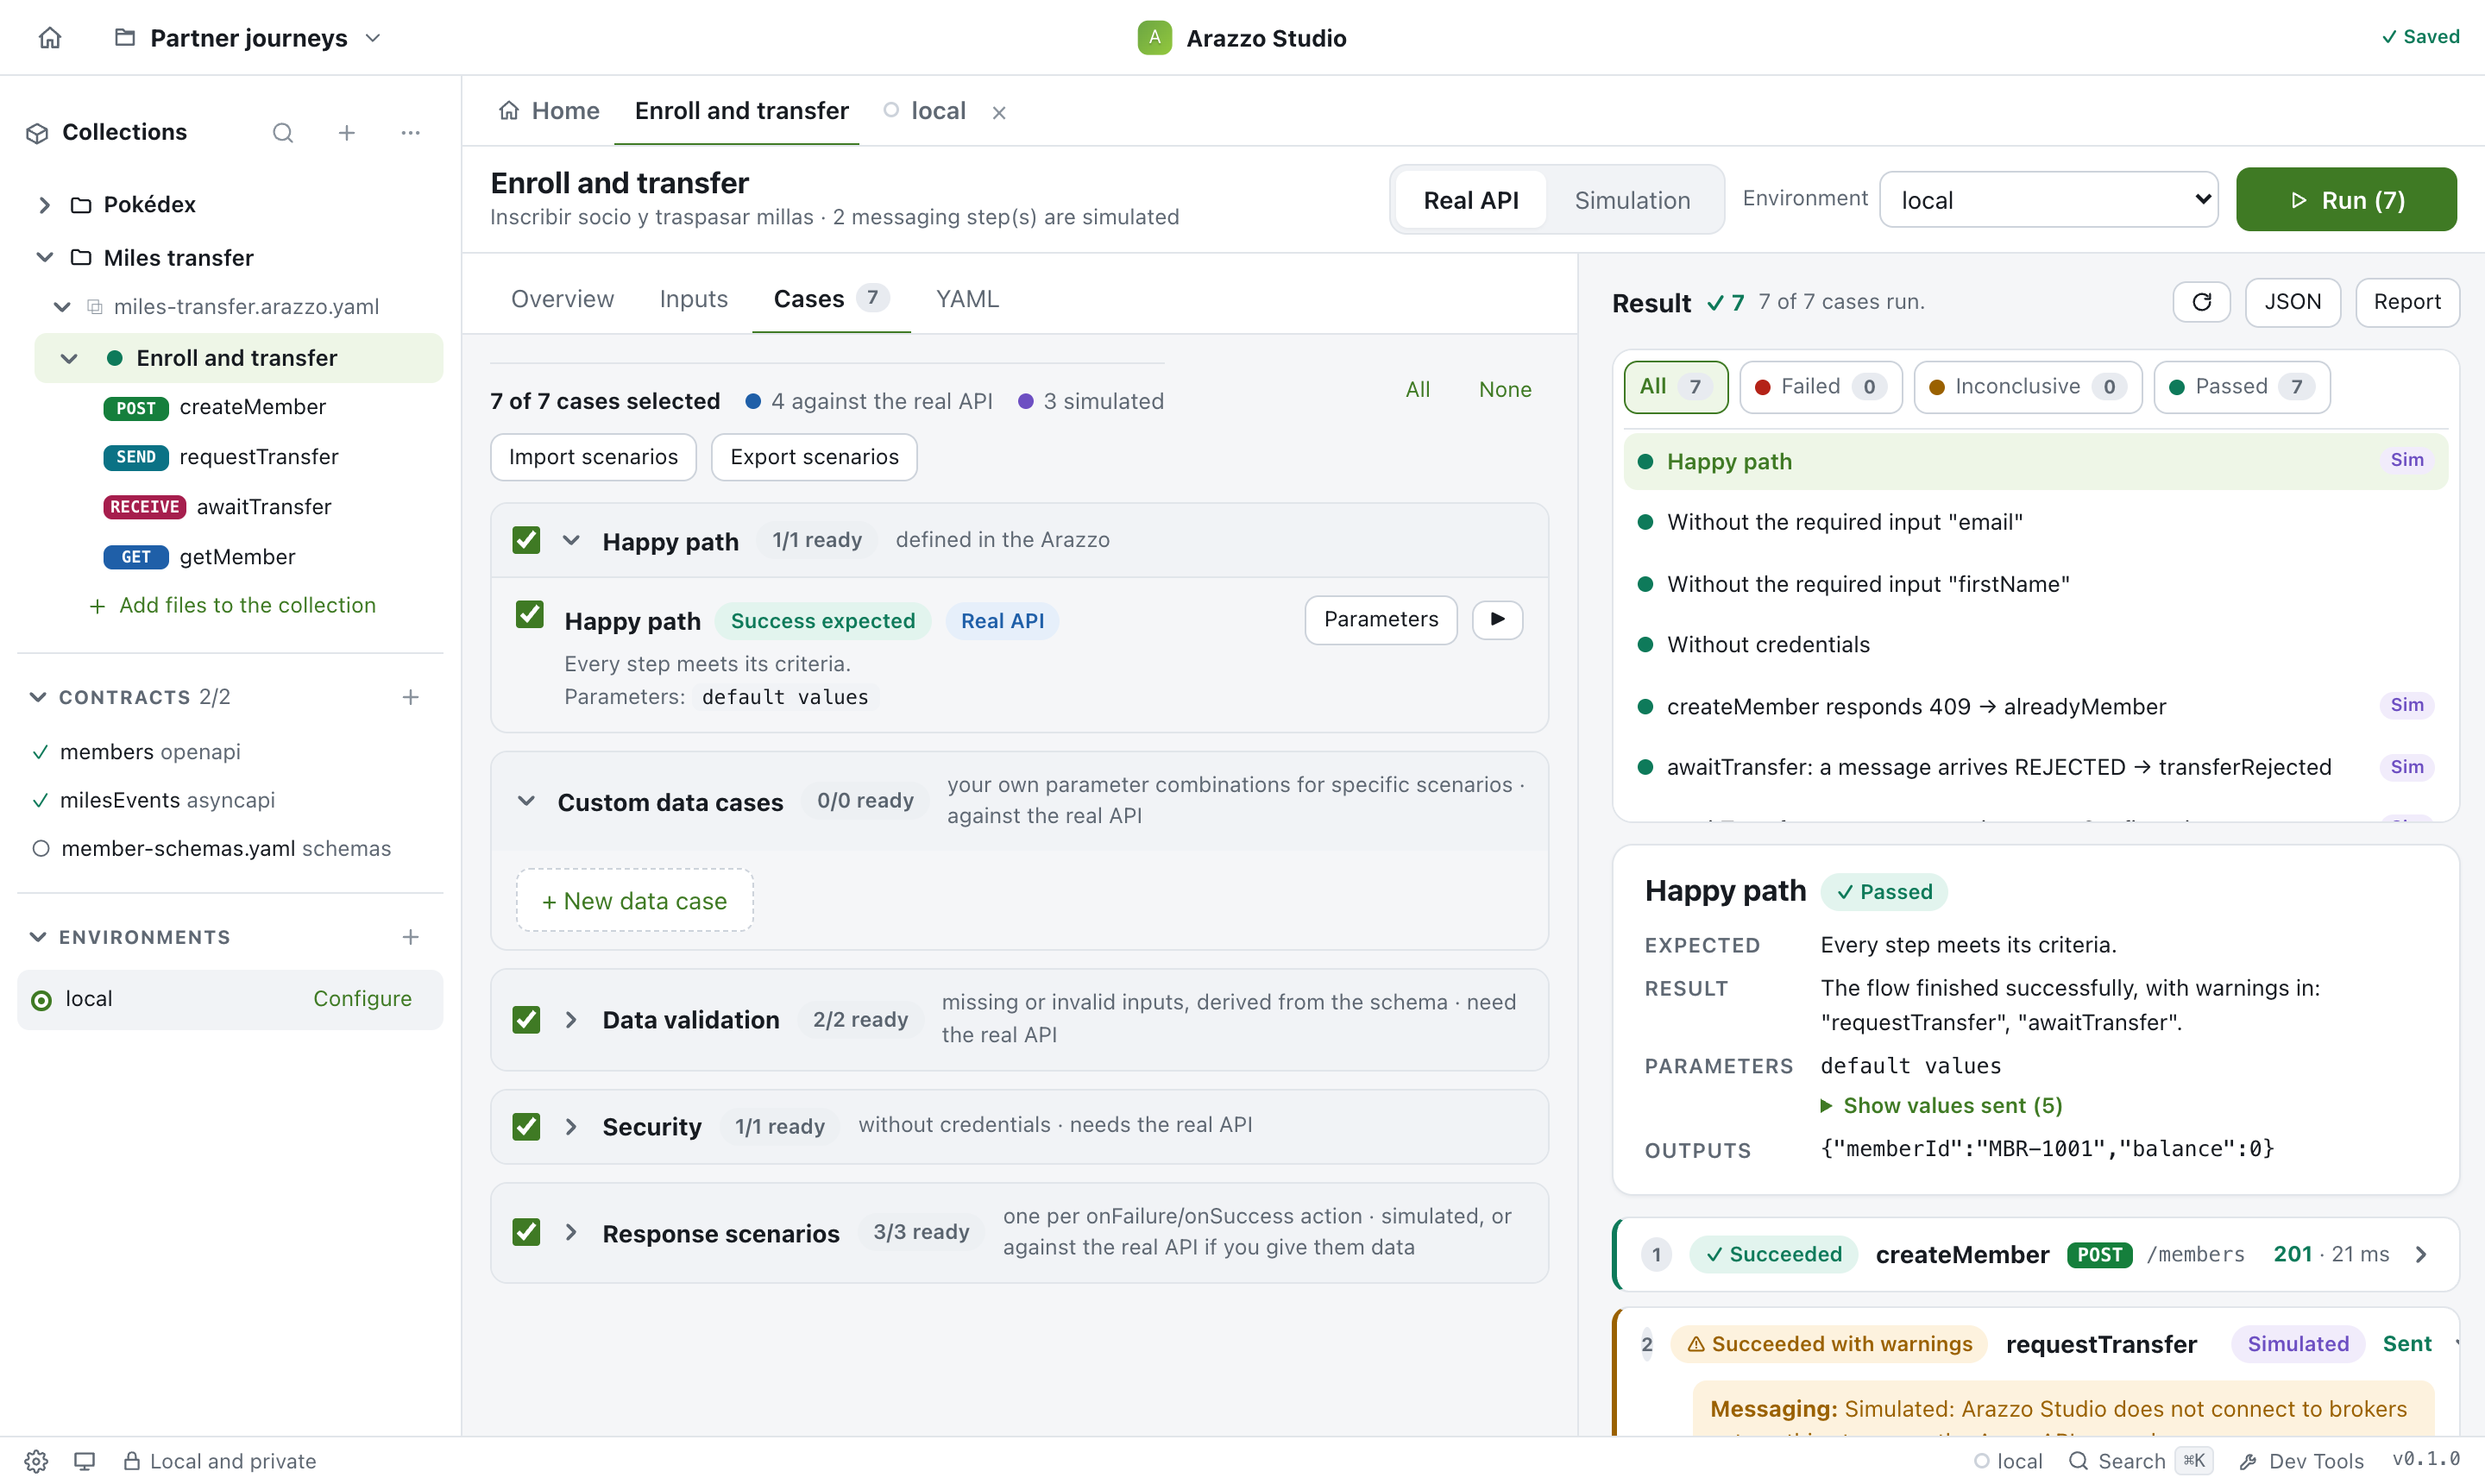 Partner journeys
A Arazzo Studio
Saved
Collections
Pokédex
Miles transfer
miles-transfer.arazzo.yaml
Enroll and transfer
POST createMember
SEND requestTransfer
RECEIVE awaitTransfer
GET getMember
+ Add files to the collection
CONTRACTS 2/2
members openapi
milesEvents asyncapi
member-schemas.yaml schemas
ENVIRONMENTS
local Configure
Home
Enroll and transfer
local
Enroll and transfer
Inscribir socio y traspasar millas · 2 messaging step(s) are simulated
Real API Simulation
Environment local
Run (7)
Overview Inputs Cases 7 YAML
7 of 7 cases selected 4 against the real API 3 simulated
All None
Import scenarios Export scenarios
Happy path 1/1 ready defined in the Arazzo
Happy path Success expected Real API Parameters
Every step meets its criteria.
Parameters: default values
Custom data cases 0/0 ready your own parameter combinations for specific scenarios ·
against the real API
+ New data case
Data validation 2/2 ready missing or invalid inputs, derived from the schema · need
the real API
Security 1/1 ready without credentials · needs the real API
Response scenarios 3/3 ready one per onFailure/onSuccess action · simulated, or
against the real API if you give them data
Result 7 7 of 7 cases run.
JSON Report
All 7 Failed 0 Inconclusive 0 Passed 7
Happy path Sim
Without the required input "email"
Without the required input "firstName"
Without credentials
createMember responds 409 → alreadyMember Sim
awaitTransfer: a message arrives REJECTED → transferRejected Sim
Happy path Passed
EXPECTED Every step meets its criteria.
RESULT The flow finished successfully, with warnings in:
"requestTransfer", "awaitTransfer".
PARAMETERS default values
Show values sent (5)
OUTPUTS {"memberId":"MBR-1001","balance":0}
1 Succeeded createMember POST /members 201 · 21 ms
2 Succeeded with warnings requestTransfer Simulated Sent
Messaging: Simulated: Arazzo Studio does not connect to brokers
Local and private
local Search ⌘K Dev Tools v0.1.0